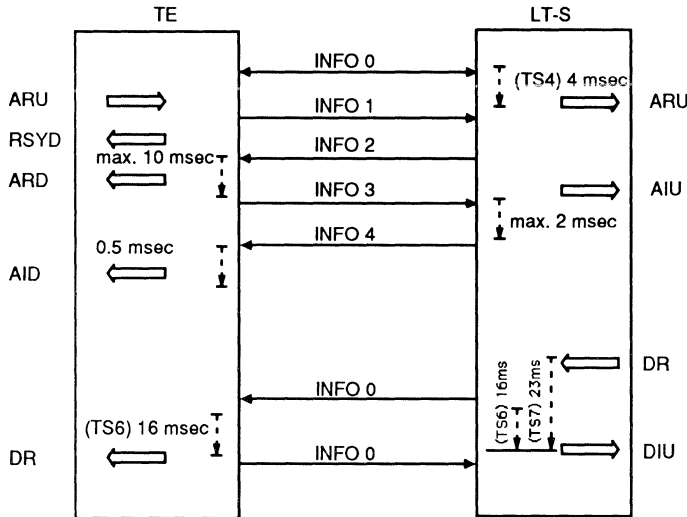 TE
LT-S
INFO 0
(TS4) 4 msec
ARU
ARU
INFO 1
RSYD
INFO 2
max. 10 msec
ARD
AIU
INFO 3
max. 2 msec
INFO 4
0.5 msec
AID
DR
(TS6) 16ms
(TS7) 23ms
INFO 0
(TS6) 16 msec
DR
INFO 0
DIU